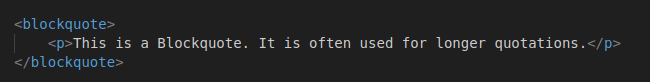 <blockquote>
    <p>This is a Blockquote. It is often used for longer quotations.</p>
</blockquote>